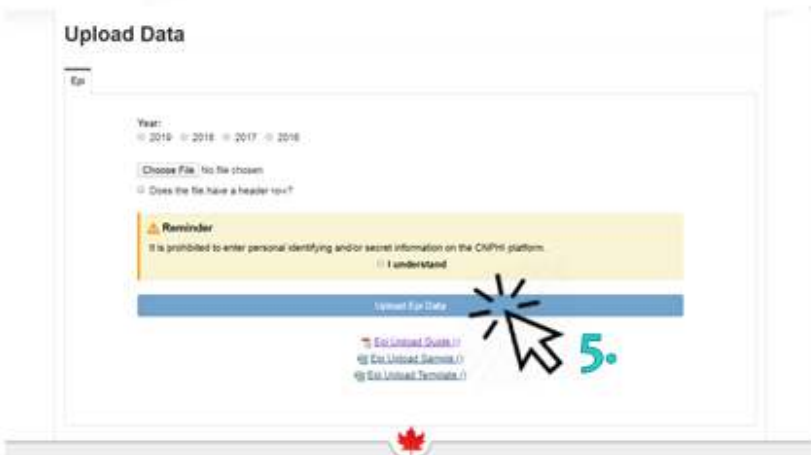 Upload Data
Epi
Year:
2019 2018 2017 2016
Choose File No file chosen
Does the file have a header row?
Reminder
It is prohibited to enter personal identifying and/or secret information on the CNPHI platform.
I understand
Upload Epi Data
Epi Upload Guide ()
Epi Upload Sample ()
Epi Upload Template ()
5.